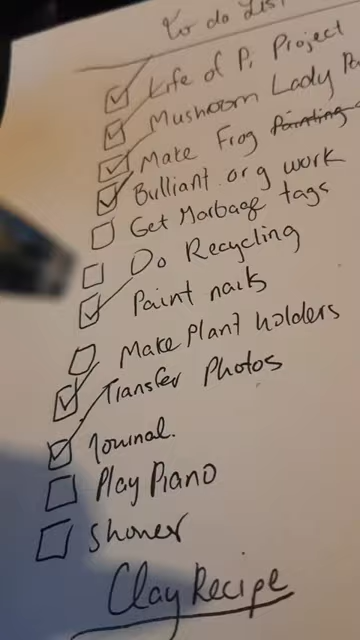 To do List
Life of Pi Project
Mushroom Lady
Make Frog Painting
Brilliant org work
Get Marbage tags
Do Recycling
Paint nails
Make Plant holders
Transfer Photos
Journal.
Play Piano
Shower
Clay Recipe